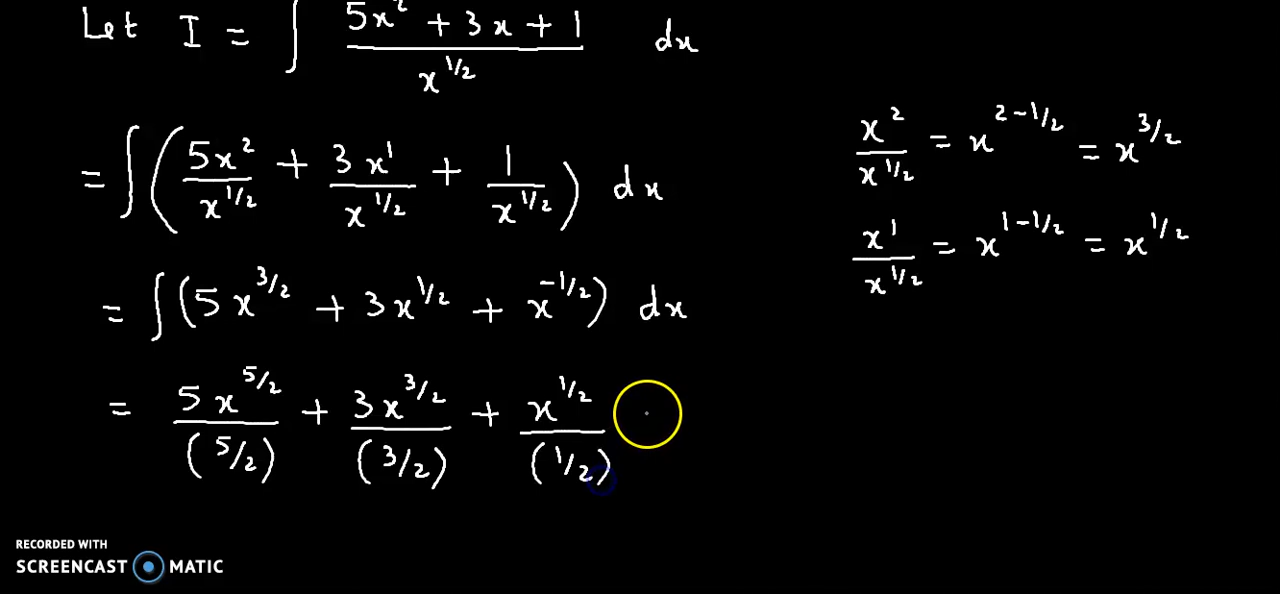 Let I = ∫ (5x² + 3x + 1)/x^(1/2) dx
= ∫ (5x²/x^(1/2) + 3x¹/x^(1/2) + 1/x^(1/2)) dx
= ∫ (5x^(3/2) + 3x^(1/2) + x^(-1/2)) dx
= 5x^(5/2)/(5/2) + 3x^(3/2)/(3/2) + x^(1/2)/(1/2)
x²/x^(1/2) = x^(2-1/2) = x^(3/2)
x¹/x^(1/2) = x^(1-1/2) = x^(1/2)
RECORDED WITH
SCREENCAST MATIC